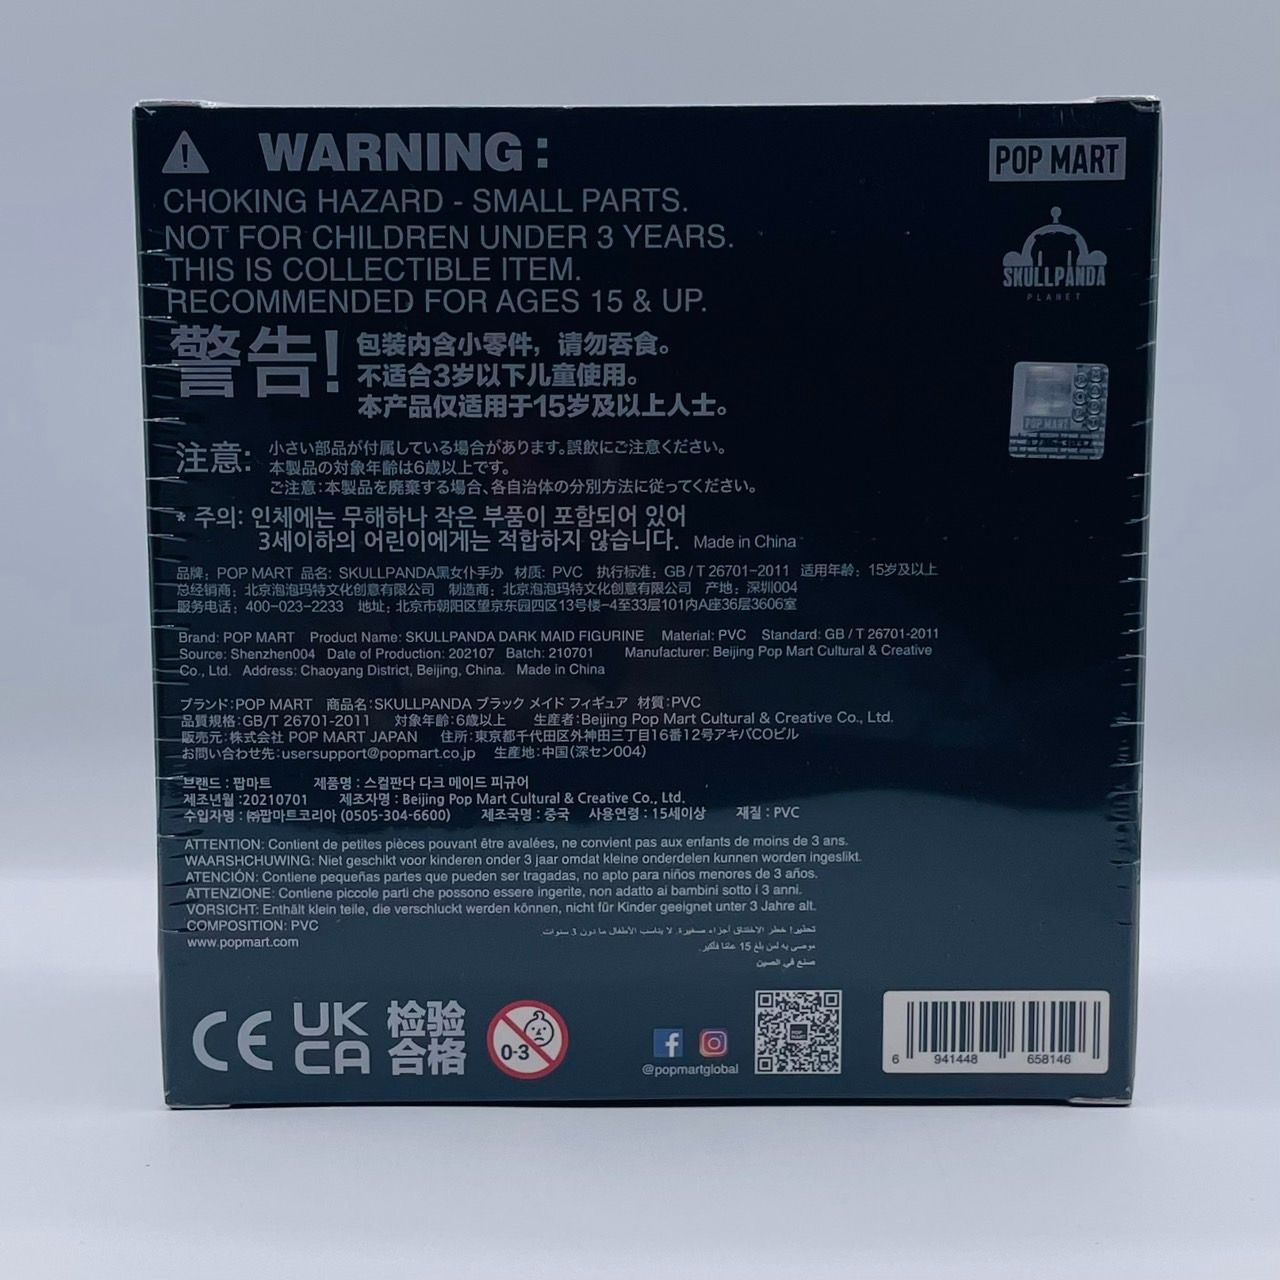 WARNING :
CHOKING HAZARD - SMALL PARTS.
NOT FOR CHILDREN UNDER 3 YEARS.
THIS IS COLLECTIBLE ITEM.
RECOMMENDED FOR AGES 15 & UP.
POP MART
SKULLPANDA
PLANET
警告!
包装内含小零件，请勿吞食。
不适合3岁以下儿童使用。
本产品仅适用于15岁及以上人士。
POP MART
注意:
小さい部品が付属している場合があります。誤飲にご注意ください。
本製品の対象年齢は6歳以上です。
ご注意:本製品を廃棄する場合、各自治体の分別方法に従ってください。
* 주의: 인체에는 무해하나 작은 부품이 포함되어 있어
3세이하의 어린이에게는 적합하지 않습니다. Made in China
品牌: POP MART 品名: SKULLPANDA黑女仆手办 材质: PVC 执行标准: GB / T 26701-2011 适用年龄: 15岁及以上
总经销商: 北京泡泡玛特文化创意有限公司 制造商: 北京泡泡玛特文化创意有限公司 产地: 深圳004
服务电话: 400-023-2233 地址: 北京市朝阳区望京东园四区13号楼-4至33层101内A座36层3606室
Brand: POP MART Product Name: SKULLPANDA DARK MAID FIGURINE Material: PVC Standard: GB / T 26701-2011
Source: Shenzhen004 Date of Production: 202107 Batch: 210701 Manufacturer: Beijing Pop Mart Cultural & Creative
Co., Ltd. Address: Chaoyang District, Beijing, China. Made in China
ブランド:POP MART 商品名:SKULLPANDA ブラック メイド フィギュア 材質:PVC
品質規格:GB/T 26701-2011 対象年齢:6歳以上 生産者:Beijing Pop Mart Cultural & Creative Co., Ltd.
販売元:株式会社 POP MART JAPAN 住所:東京都千代田区外神田三丁目16番12号アキバCOビル
お問い合わせ先:usersupport@popmart.co.jp 生産地:中国(深セン004)
브랜드 : 팝마트 제품명 : 스컬판다 다크 메이드 피규어
제조년월 :20210701 제조자명 : Beijing Pop Mart Cultural & Creative Co., Ltd.
수입자명 : ㈜팝마트코리아 (0505-304-6600) 제조국명 : 중국 사용연령 : 15세이상 재질 : PVC
ATTENTION: Contient de petites pièces pouvant être avalées, ne convient pas aux enfants de moins de 3 ans.
WAARSHCHUWING: Niet geschikt voor kinderen onder 3 jaar omdat kleine onderdelen kunnen worden ingeslikt.
ATENCIÓN: Contiene pequeñas partes que pueden ser tragadas, no apto para niños menores de 3 años.
ATTENZIONE: Contiene piccole parti che possono essere ingerite, non adatto ai bambini sotto i 3 anni.
VORSICHT: Enthält klein teile, die verschluckt werden können, nicht für Kinder geeignet unter 3 Jahre alt.
COMPOSITION: PVC
www.popmart.com
تحذير! خطر الاختناق أجزاء صغيرة. لا يناسب الأطفال ما دون 3 سنوات.
موصى به لمن بلغ 15 عامًا فأكبر.
صنع في الصين
CE
UK
CA
检验
合格
0-3
@popmartglobal
6 941448 658146